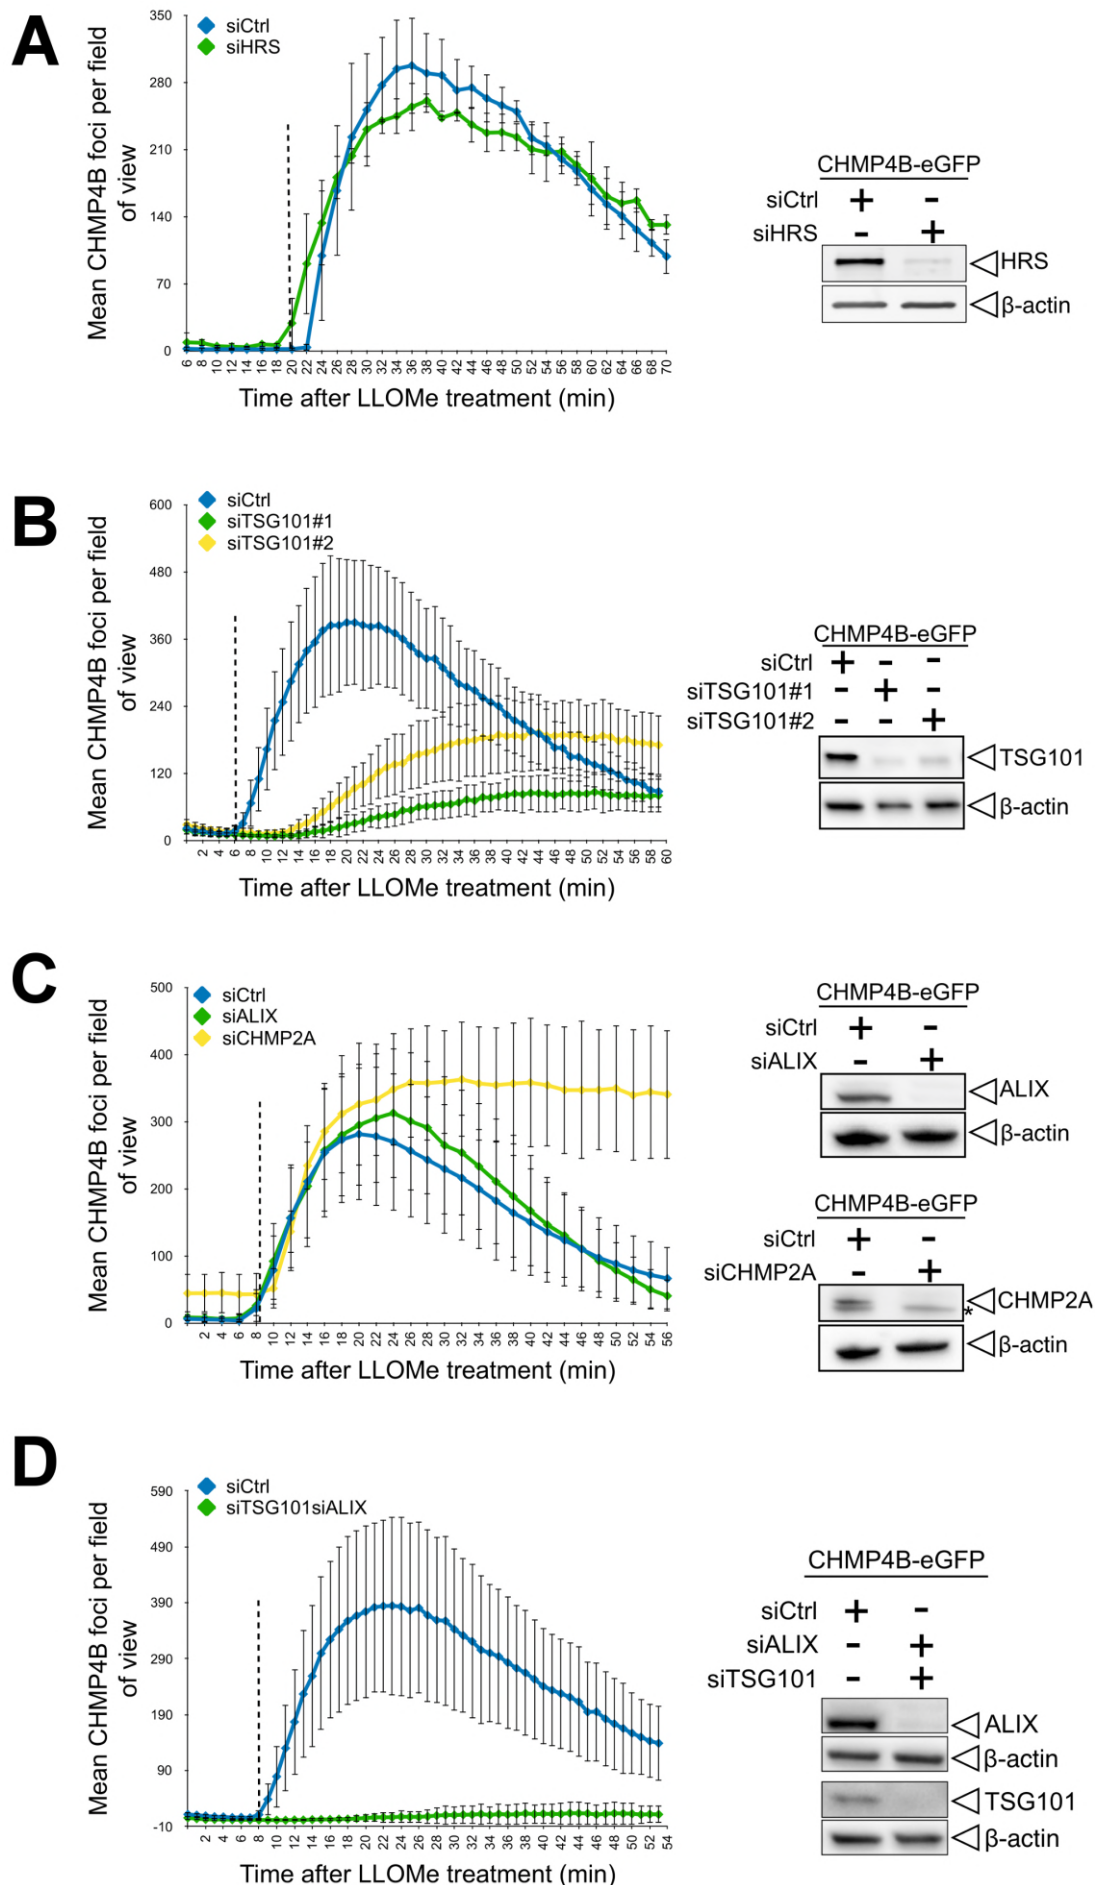 A
Mean CHMP4B foci per field
of view
350
280
210
140
70
0
siCtrl
siHRS
6 8 10 12 14 16 18 20 22 24 26 28 30 32 34 36 38 40 42 44 46 48 50 52 54 56 58 60 62 64 66 68 70
Time after LLOMe treatment (min)
CHMP4B-eGFP
siCtrl + -
siHRS - +
HRS
β-actin
B
Mean CHMP4B foci per field
of view
600
480
360
240
120
0
siCtrl
siTSG101#1
siTSG101#2
2 4 6 8 10 12 14 16 18 20 22 24 26 28 30 32 34 36 38 40 42 44 46 48 50 52 54 56 58 60
Time after LLOMe treatment (min)
CHMP4B-eGFP
siCtrl + - -
siTSG101#1 - + -
siTSG101#2 - - +
TSG101
β-actin
C
Mean CHMP4B foci per field
of view
500
400
300
200
100
0
siCtrl
siALIX
siCHMP2A
2 4 6 8 10 12 14 16 18 20 22 24 26 28 30 32 34 36 38 40 42 44 46 48 50 52 54 56
Time after LLOMe treatment (min)
CHMP4B-eGFP
siCtrl + -
siALIX - +
ALIX
β-actin
CHMP4B-eGFP
siCtrl + -
siCHMP2A - +
CHMP2A
*
β-actin
D
Mean CHMP4B foci per field
of view
590
490
390
290
190
90
-10
siCtrl
siTSG101siALIX
2 4 6 8 10 12 14 16 18 20 22 24 26 28 30 32 34 36 38 40 42 44 46 48 50 52 54
Time after LLOMe treatment (min)
CHMP4B-eGFP
siCtrl + -
siALIX - +
siTSG101 - +
ALIX
β-actin
TSG101
β-actin